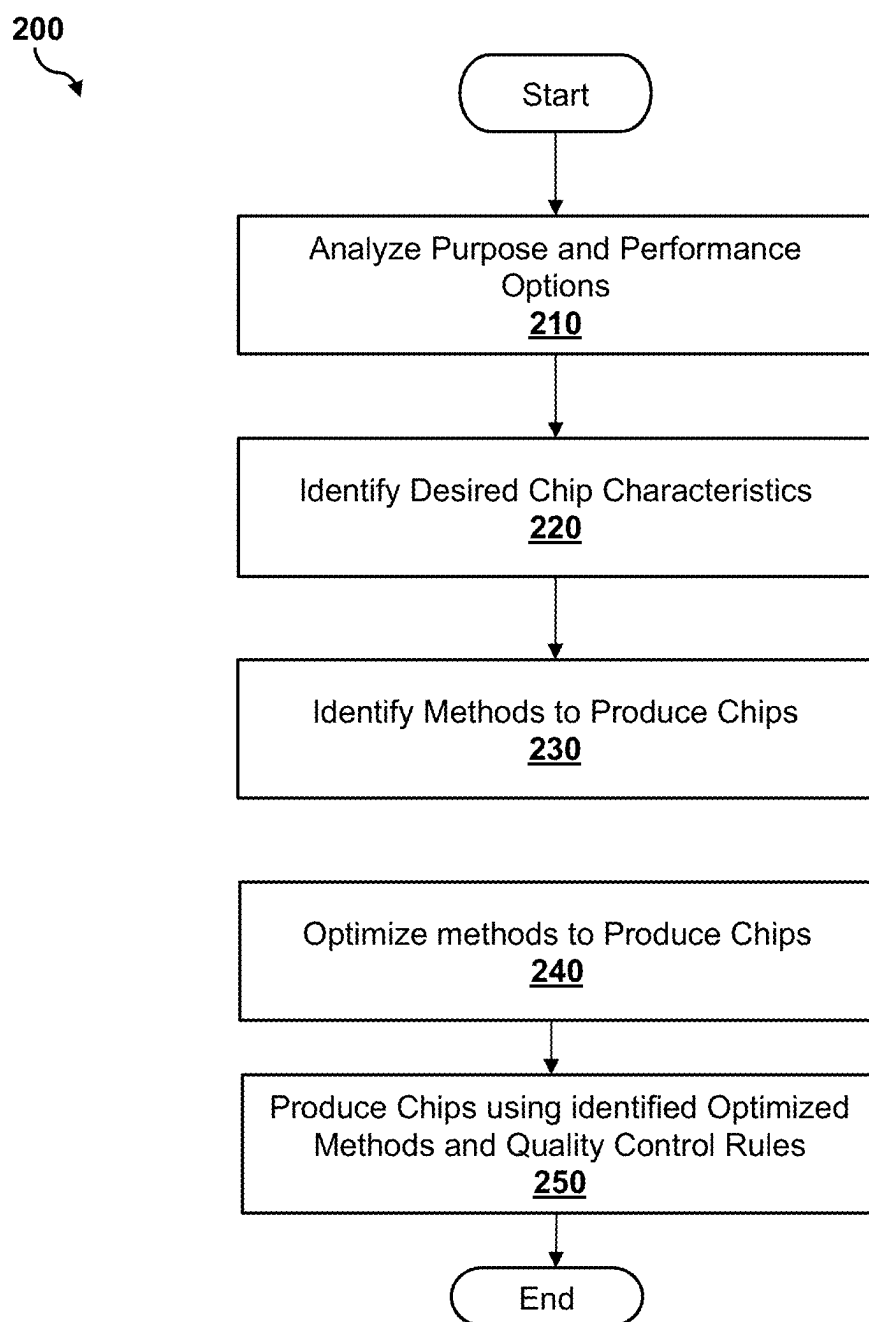 200
Start
Analyze Purpose and Performance
Options
210
Identify Desired Chip Characteristics
220
Identify Methods to Produce Chips
230
Optimize methods to Produce Chips
240
Produce Chips using identified Optimized
Methods and Quality Control Rules
250
End